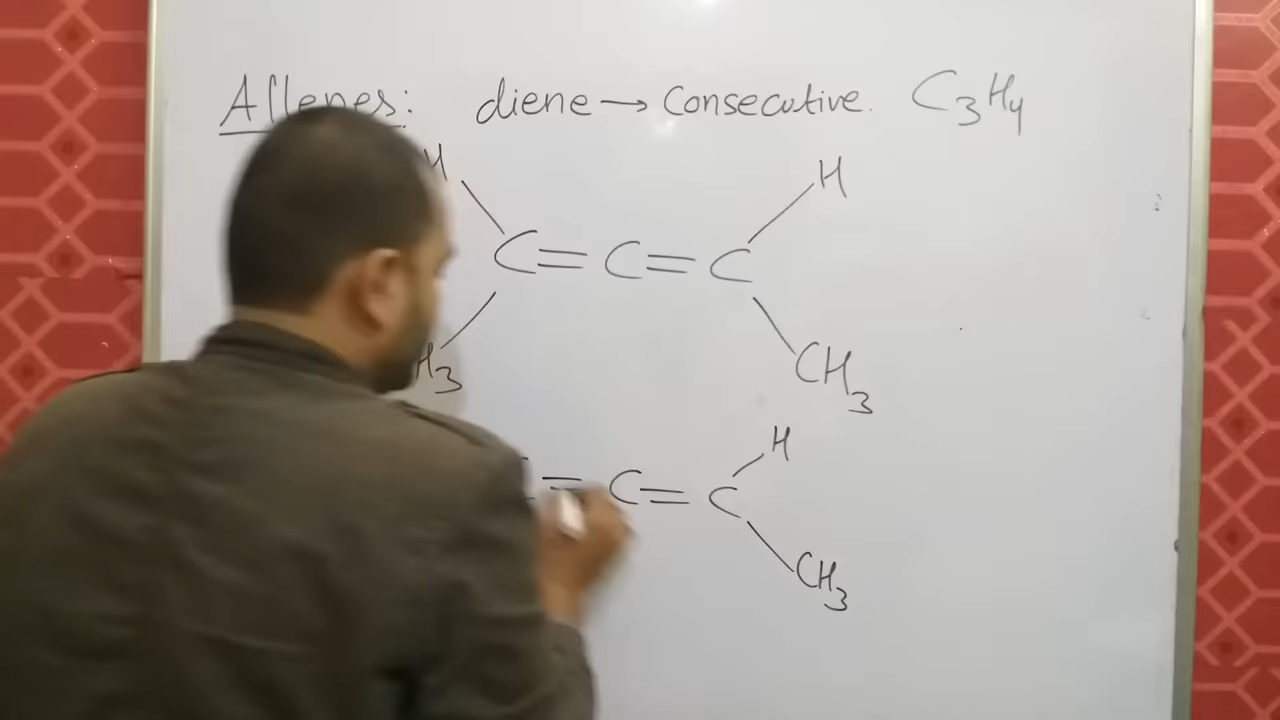 Allenes: diene → Consecutive. C3H4
H H
C=C=C
H3 CH3
H
C=C=C
CH3